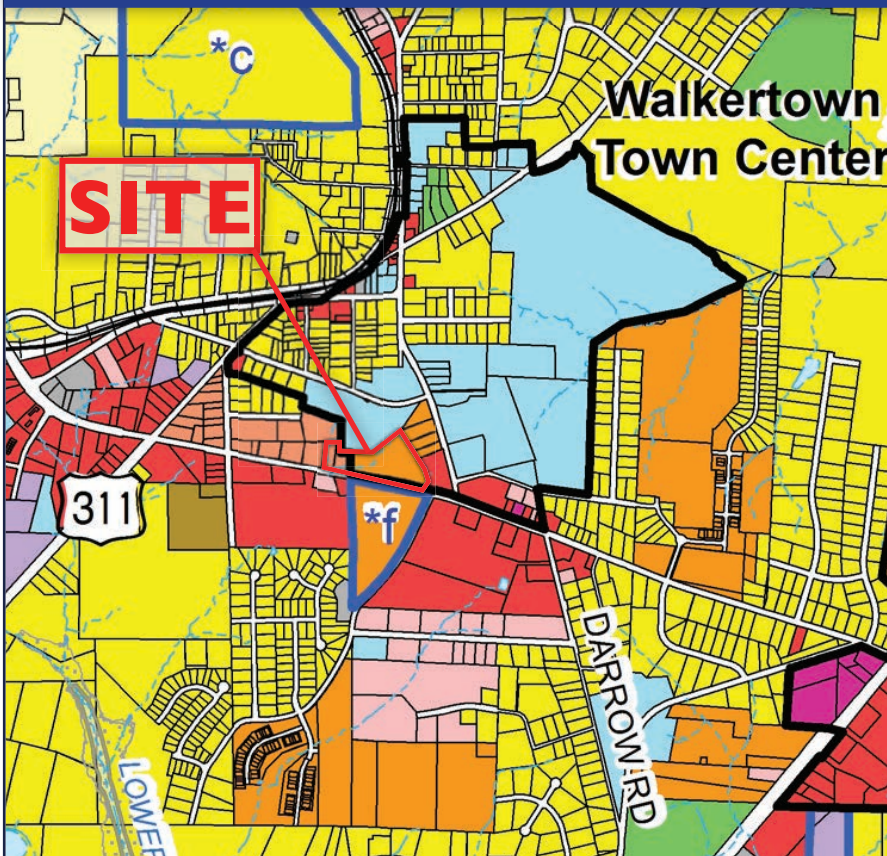 *c
Walkertown
Town Center
SITE
311
*f
DARROW RD
LOWER